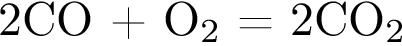 2CO + O₂ = 2CO₂